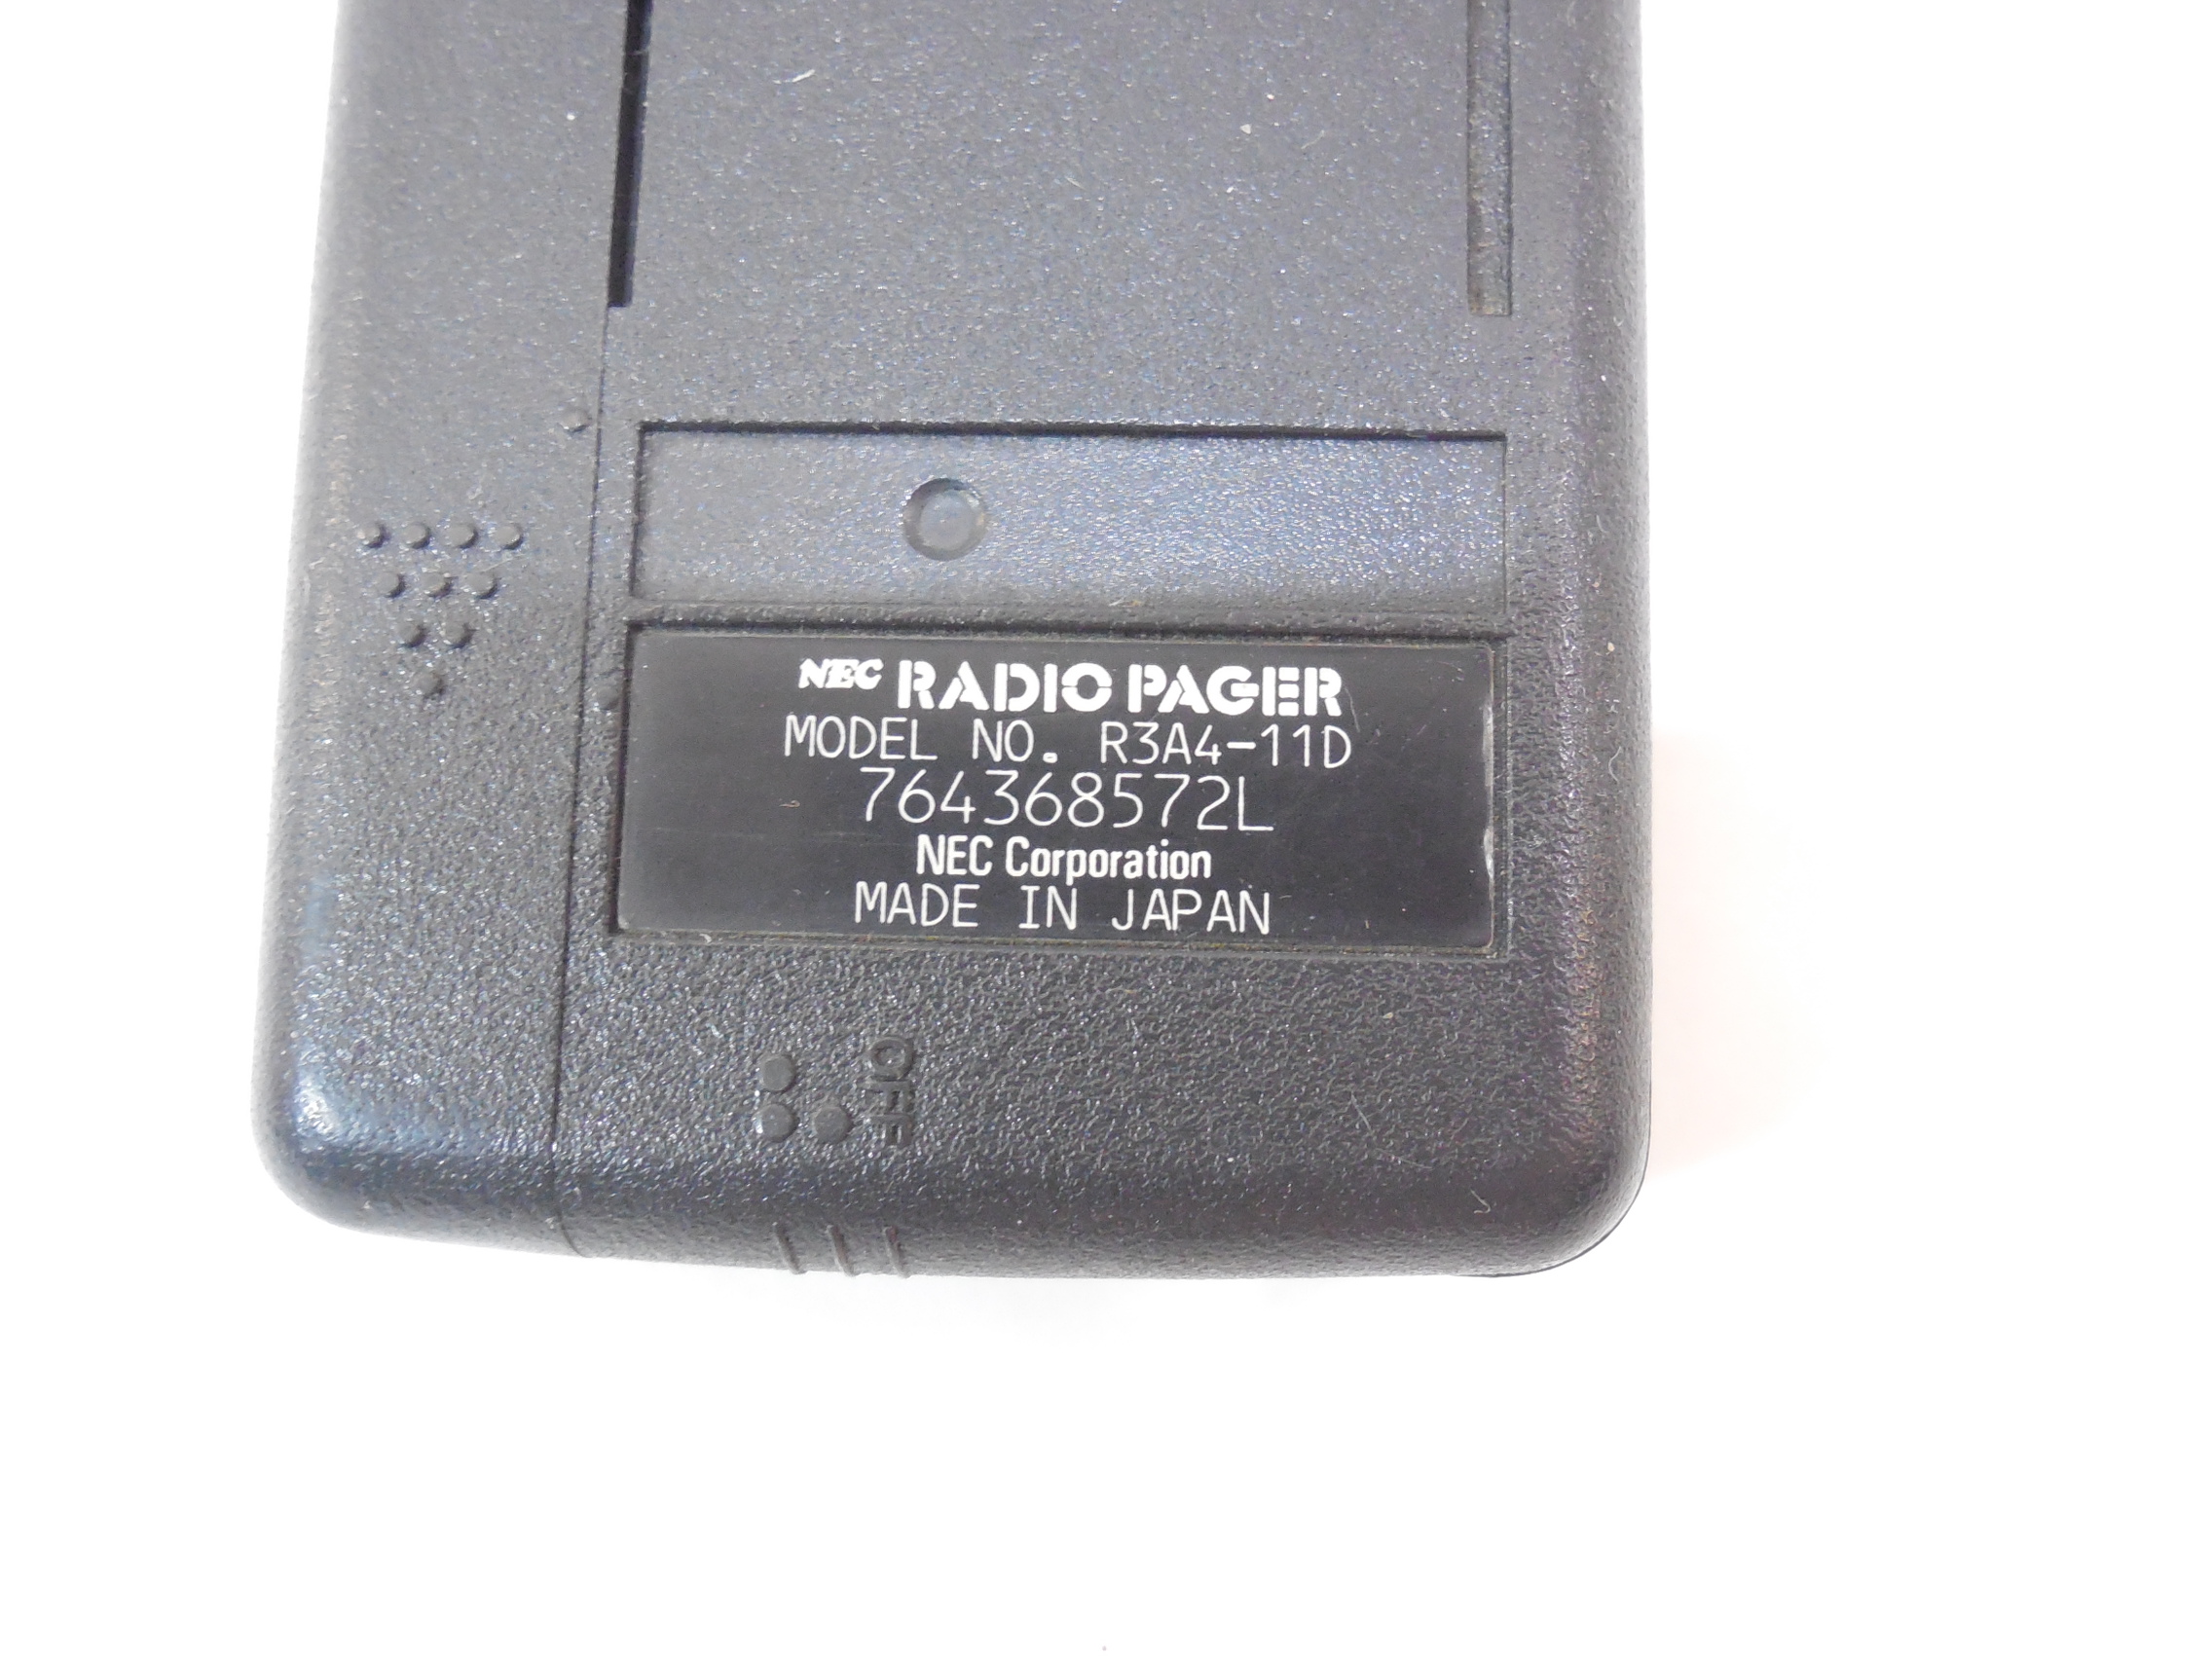 NEC RADIO PAGER
MODEL NO. R3A4-11D
764368572L
NEC Corporation
MADE IN JAPAN
OFF